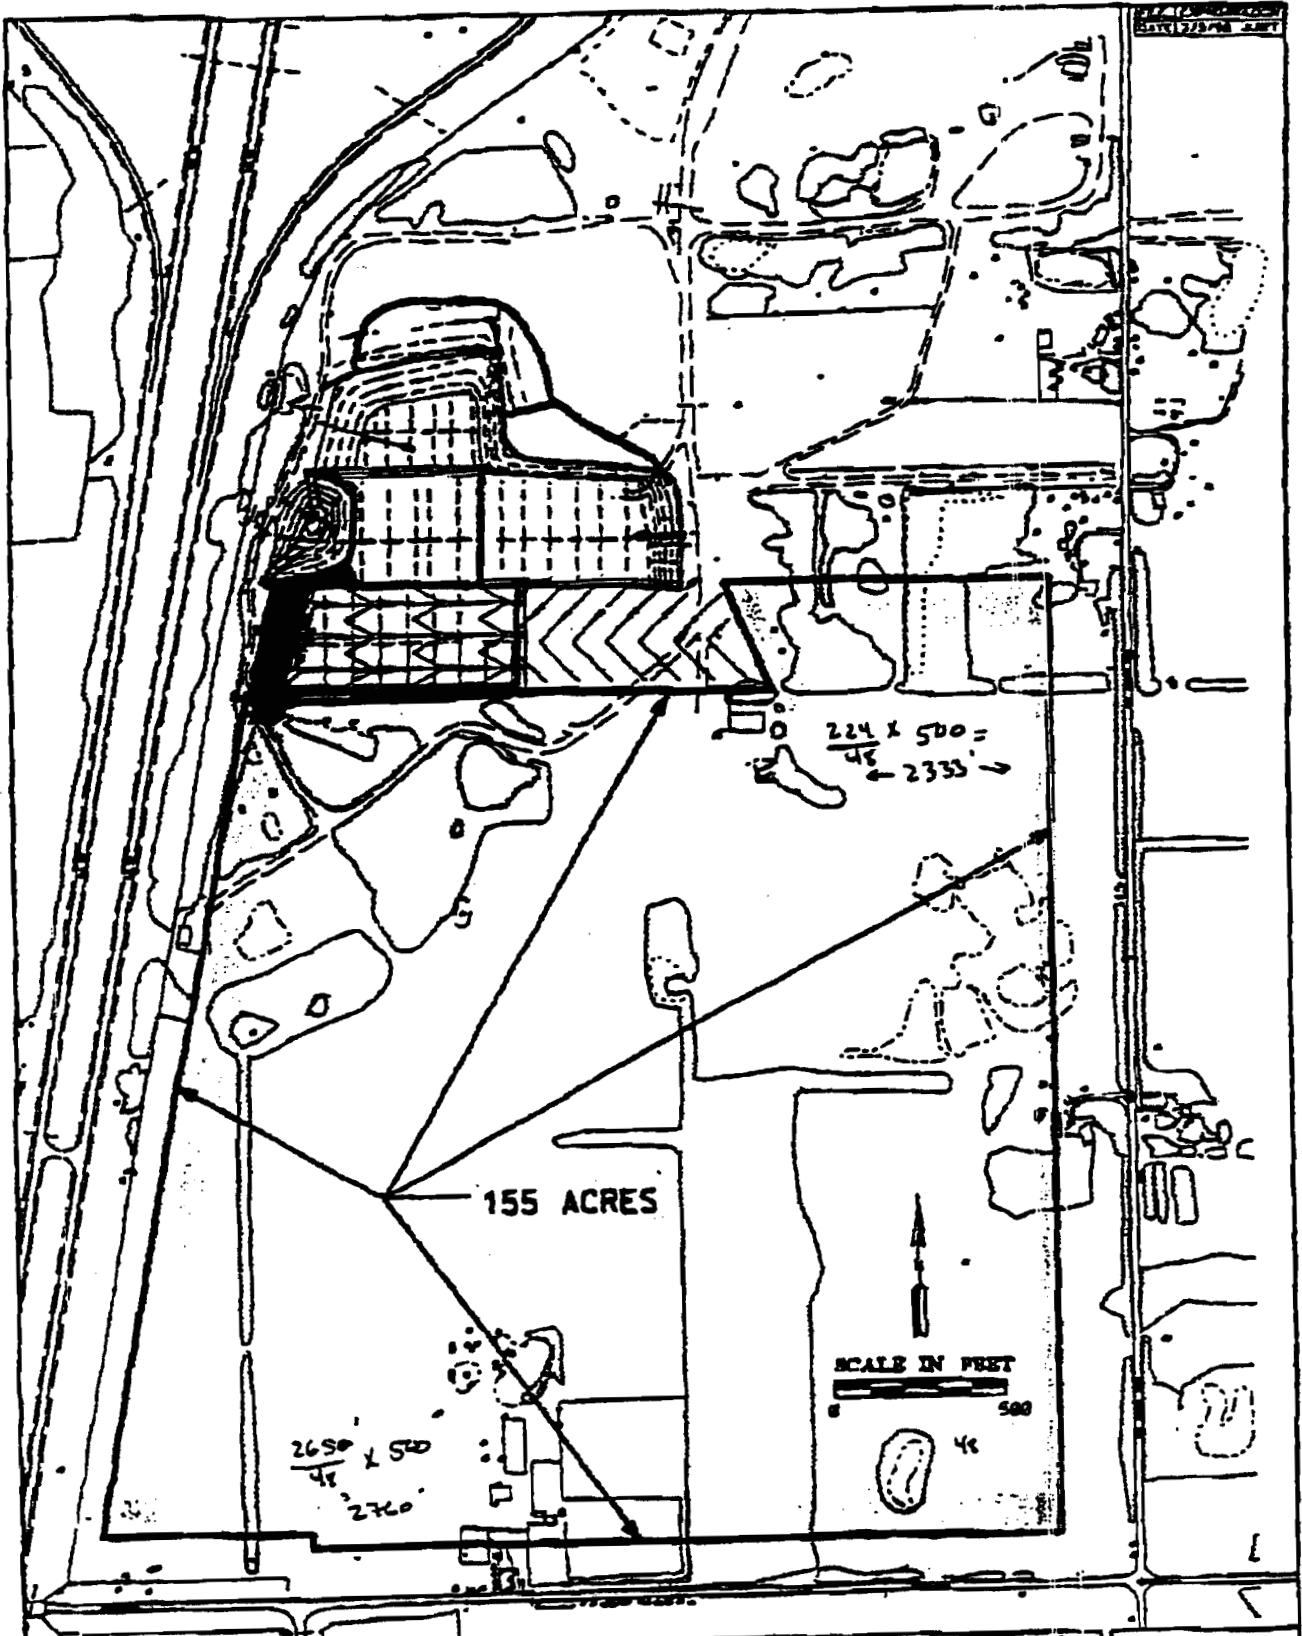 224 x 500 =
48
← 2333' →
155 ACRES
SCALE IN FEET
0 500
48
2650 x 500
48
2760'